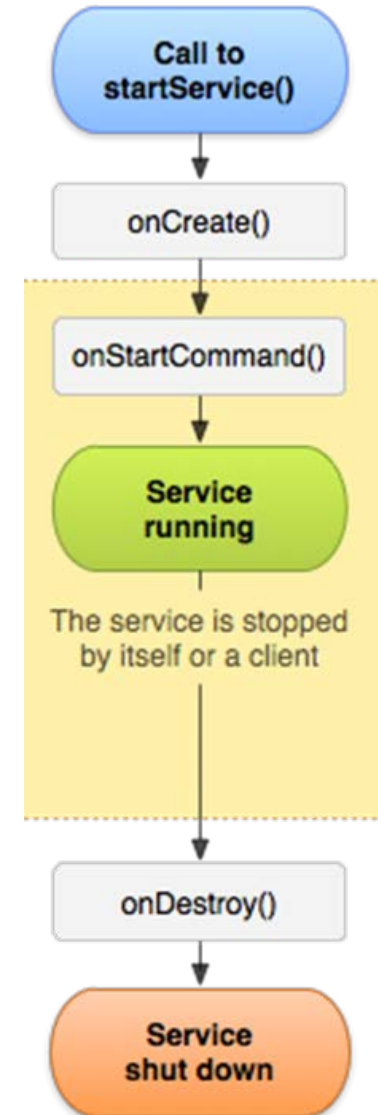 Call to
startService()
onCreate()
onStartCommand()
Service
running
The service is stopped
by itself or a client
onDestroy()
Service
shut down